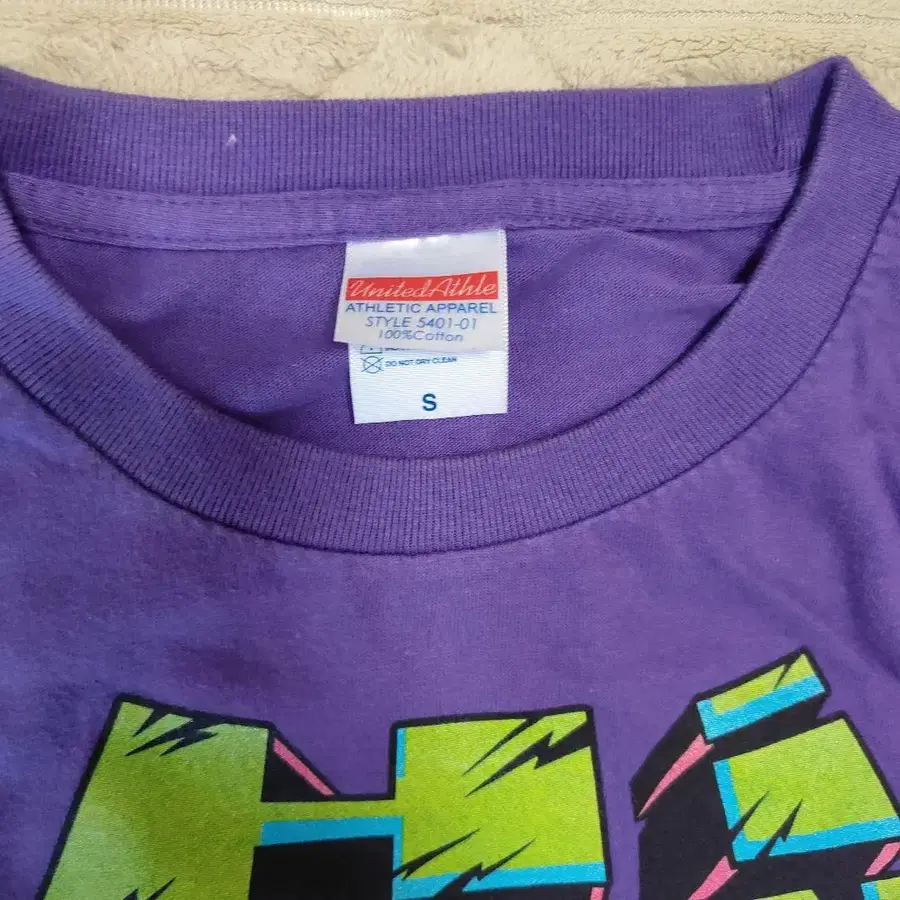 UnitedAthle
ATHLETIC APPAREL
STYLE 5401-01
100%Cotton
DO NOT DRY CLEAN
S